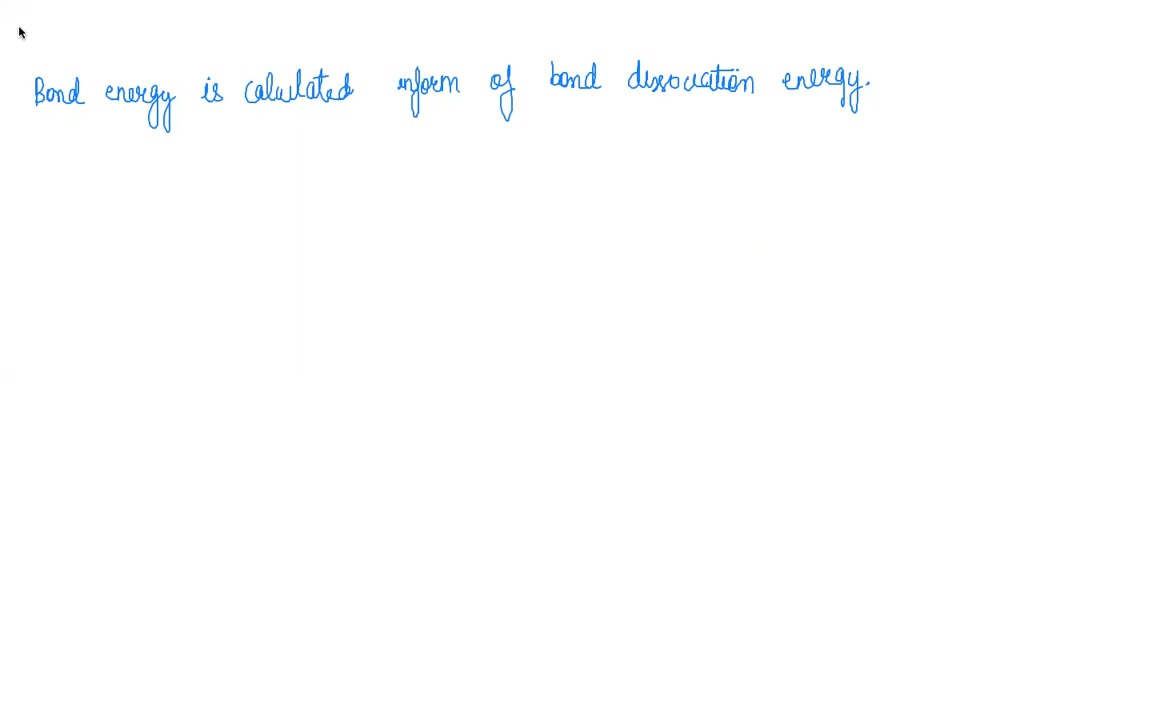 Bond energy is calculated inform of bond dissociation energy.